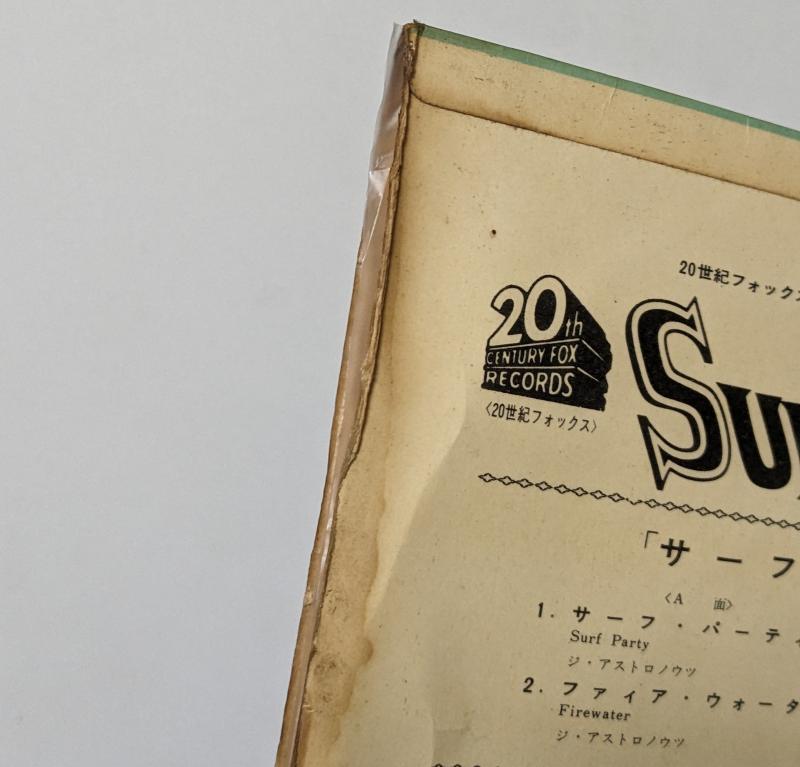 20世紀フォックス
20th
CENTURY FOX
RECORDS
〈20世紀フォックス〉
「サーフ
〈A 面〉
1. サーフ・パーティ
Surf Party
ジ・アストロノウツ
2. ファイア・ウォータ
Firewater
ジ・アストロノウツ